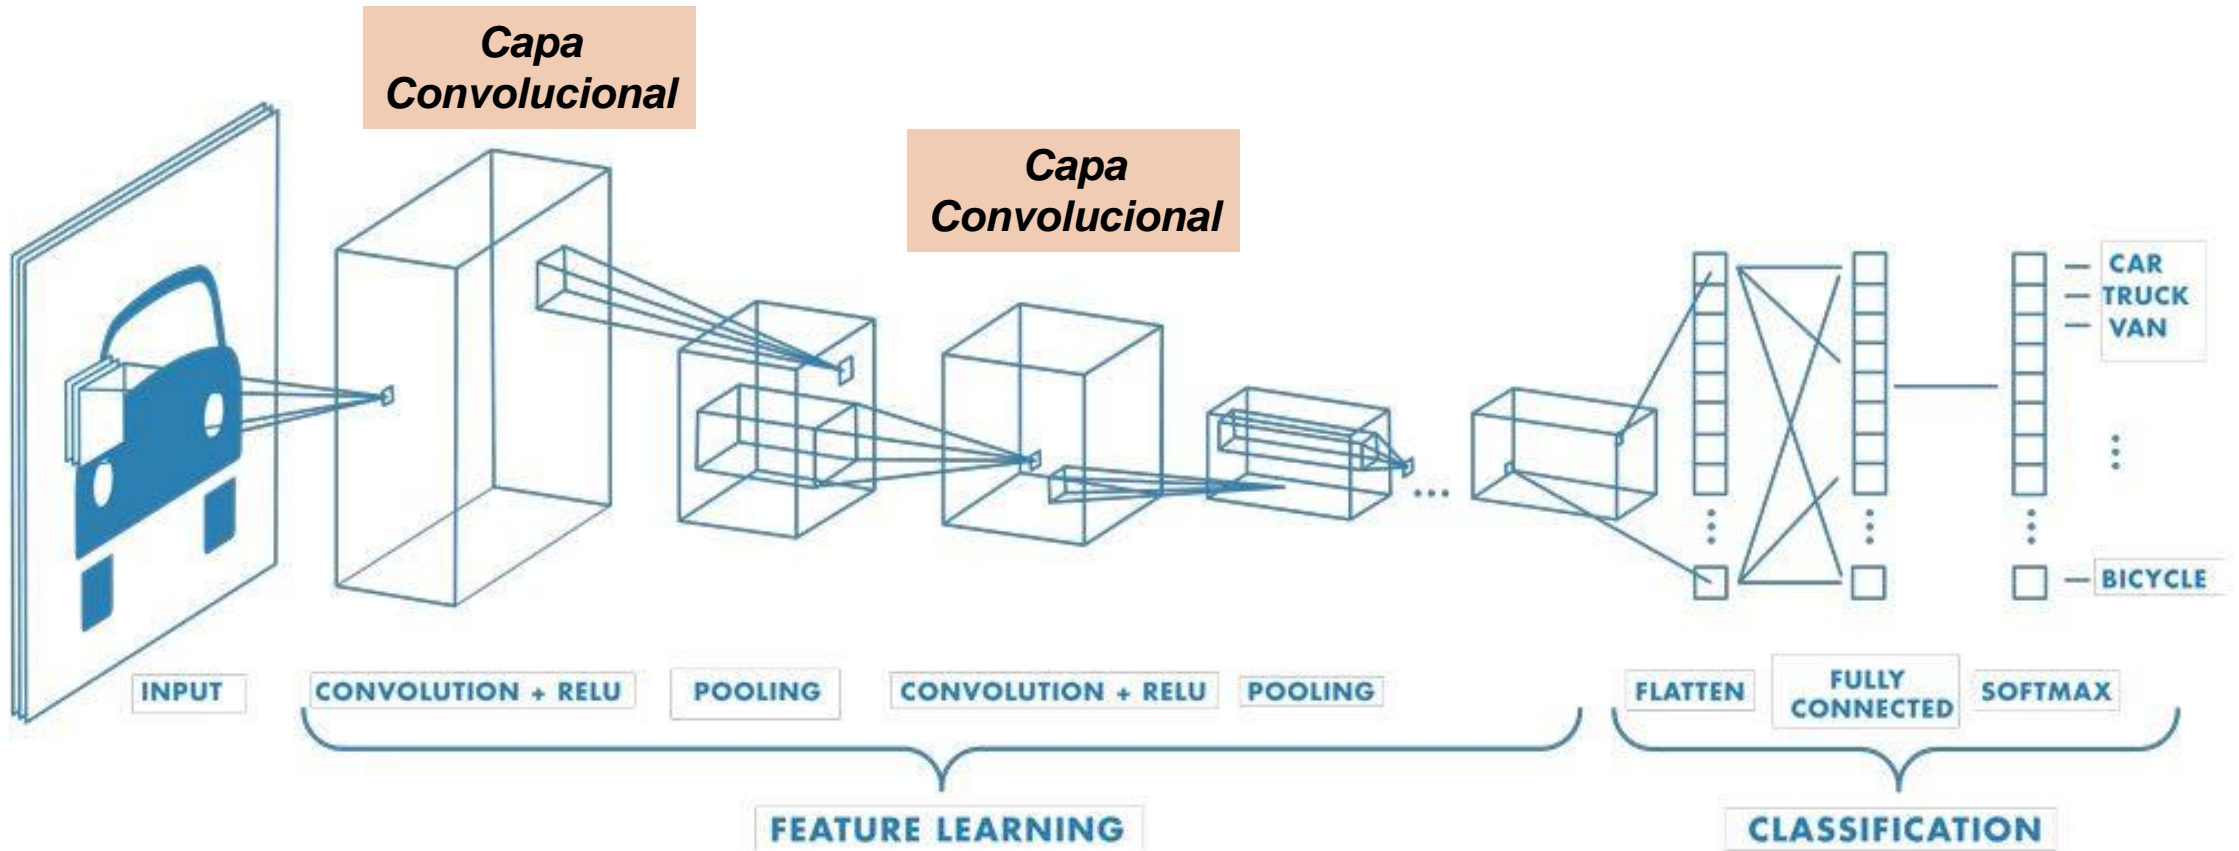 Capa
Convolucional
Capa
Convolucional
CAR
TRUCK
VAN
BICYCLE
INPUT
CONVOLUTION + RELU
POOLING
CONVOLUTION + RELU
POOLING
FLATTEN
FULLY
CONNECTED
SOFTMAX
FEATURE LEARNING
CLASSIFICATION